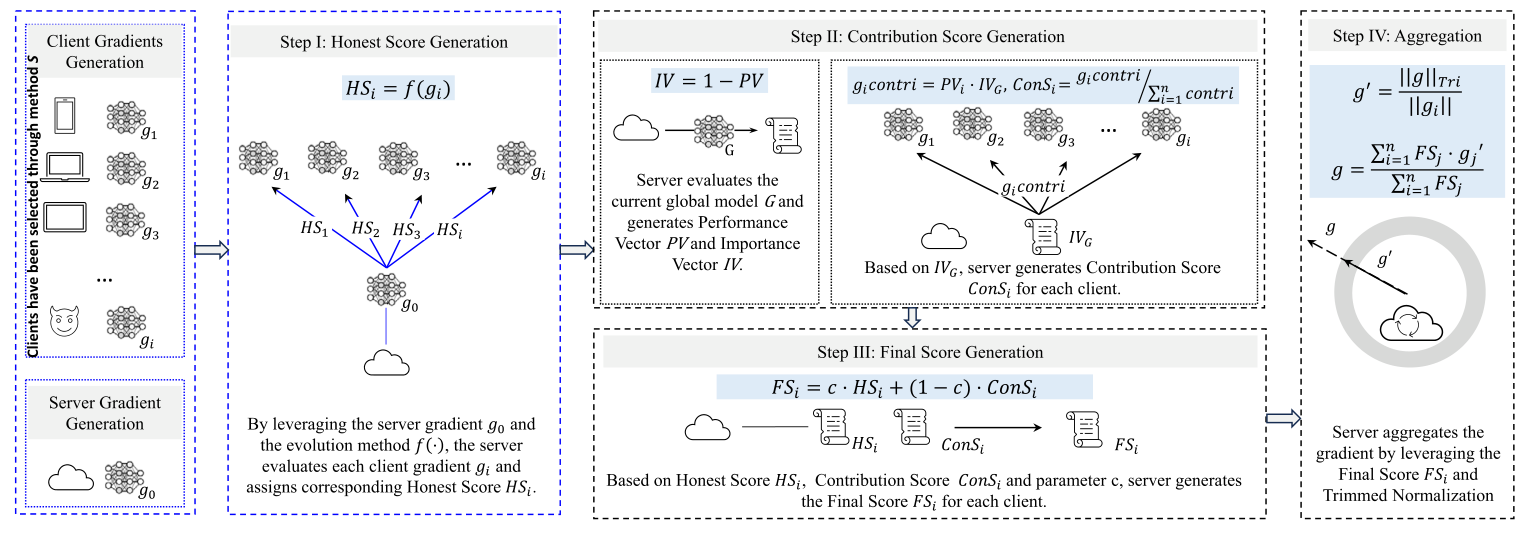 Client Gradients
Generation
Clients have been selected through method S
g₁
g₂
g₃
...
gᵢ
Server Gradient
Generation
g₀
Step I: Honest Score Generation
HSᵢ = f(gᵢ)
g₁ g₂ g₃ ... gᵢ
HS₁ HS₂ HS₃ HSᵢ
g₀
By leveraging the server gradient g₀ and
the evolution method f(·), the server
evaluates each client gradient gᵢ and
assigns corresponding Honest Score HSᵢ.
Step II: Contribution Score Generation
IV = 1 − PV
G
Server evaluates the
current global model G and
generates Performance
Vector PV and Importance
Vector IV.
gᵢcontri = PVᵢ · IV_G, ConSᵢ = gᵢcontri / ∑ⁿᵢ₌₁ contri
g₁ g₂ g₃ ... gᵢ
gᵢcontri
IV_G
Based on IV_G, server generates Contribution Score
ConSᵢ for each client.
Step III: Final Score Generation
FSᵢ = c · HSᵢ + (1 − c) · ConSᵢ
HSᵢ ConSᵢ FSᵢ
Based on Honest Score HSᵢ, Contribution Score ConSᵢ and parameter c, server generates
the Final Score FSᵢ for each client.
Step IV: Aggregation
g′ = ||g||_Tri / ||gᵢ||
g = ∑ⁿᵢ₌₁ FSⱼ · gⱼ′ / ∑ⁿᵢ₌₁ FSⱼ
g
g′
Server aggregates the
gradient by leveraging the
Final Score FSᵢ and
Trimmed Normalization